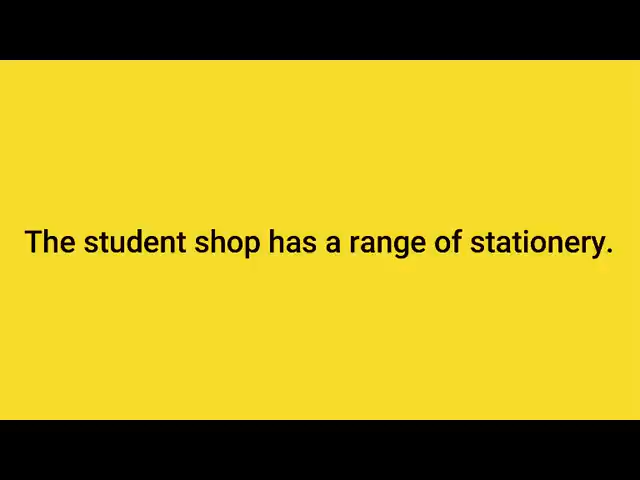 The student shop has a range of stationery.